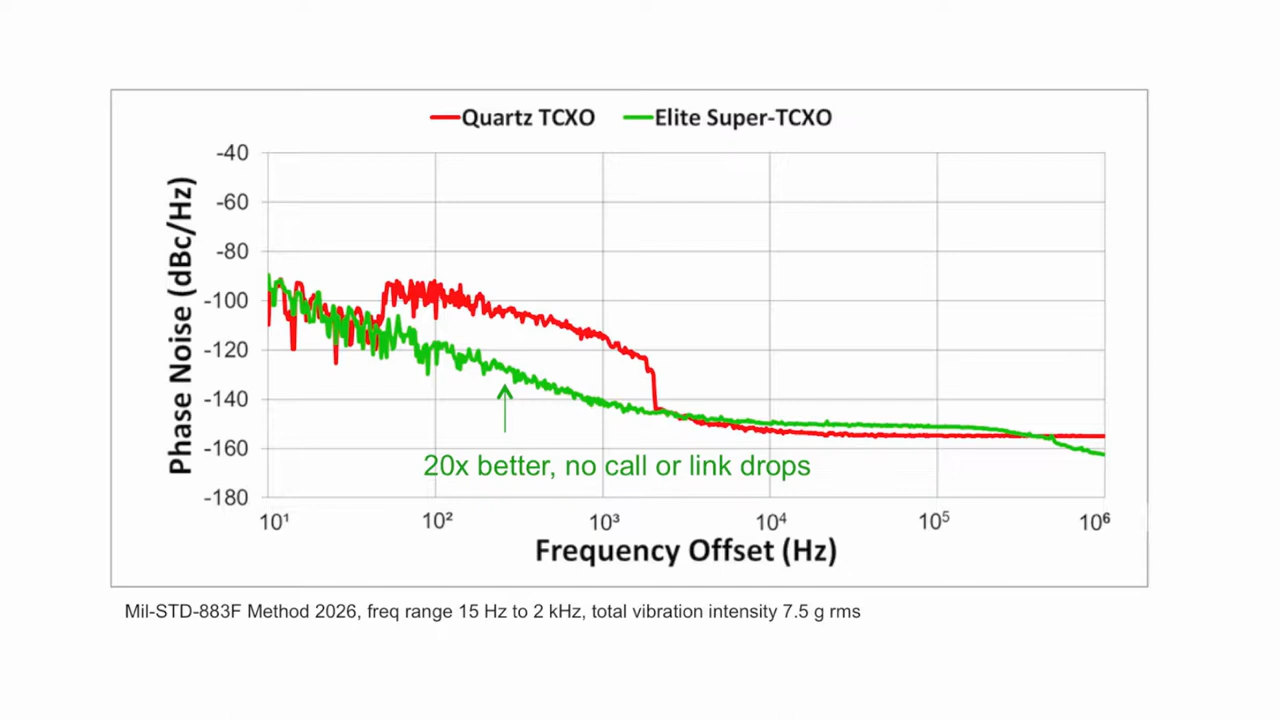 Quartz TCXO Elite Super-TCXO
-40
-60
-80
-100
-120
-140
-160
-180
Phase Noise (dBc/Hz)
20x better, no call or link drops
10¹ 10² 10³ 10⁴ 10⁵ 10⁶
Frequency Offset (Hz)
Mil-STD-883F Method 2026, freq range 15 Hz to 2 kHz, total vibration intensity 7.5 g rms